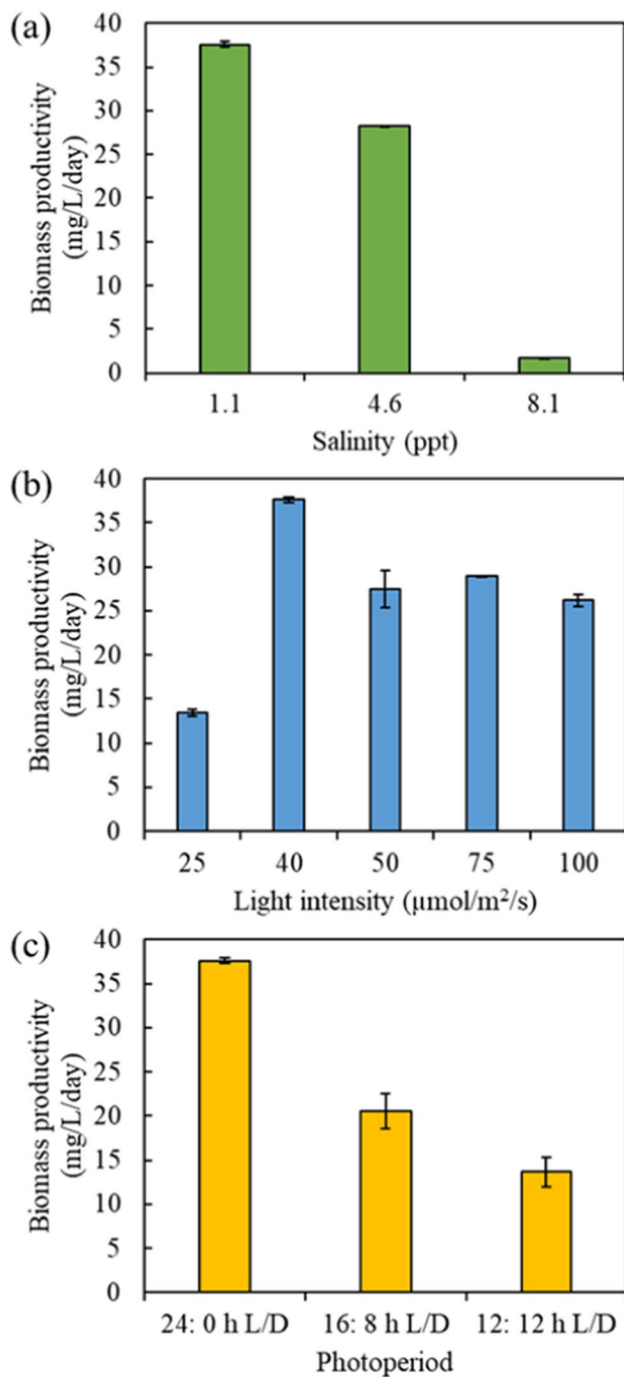 (a)
Biomass productivity
(mg/L/day)
40
35
30
25
20
15
10
5
0
1.1 4.6 8.1
Salinity (ppt)
(b)
Biomass productivity
(mg/L/day)
40
35
30
25
20
15
10
5
0
25 40 50 75 100
Light intensity (µmol/m²/s)
(c)
Biomass productivity
(mg/L/day)
40
35
30
25
20
15
10
5
0
24: 0 h L/D 16: 8 h L/D 12: 12 h L/D
Photoperiod